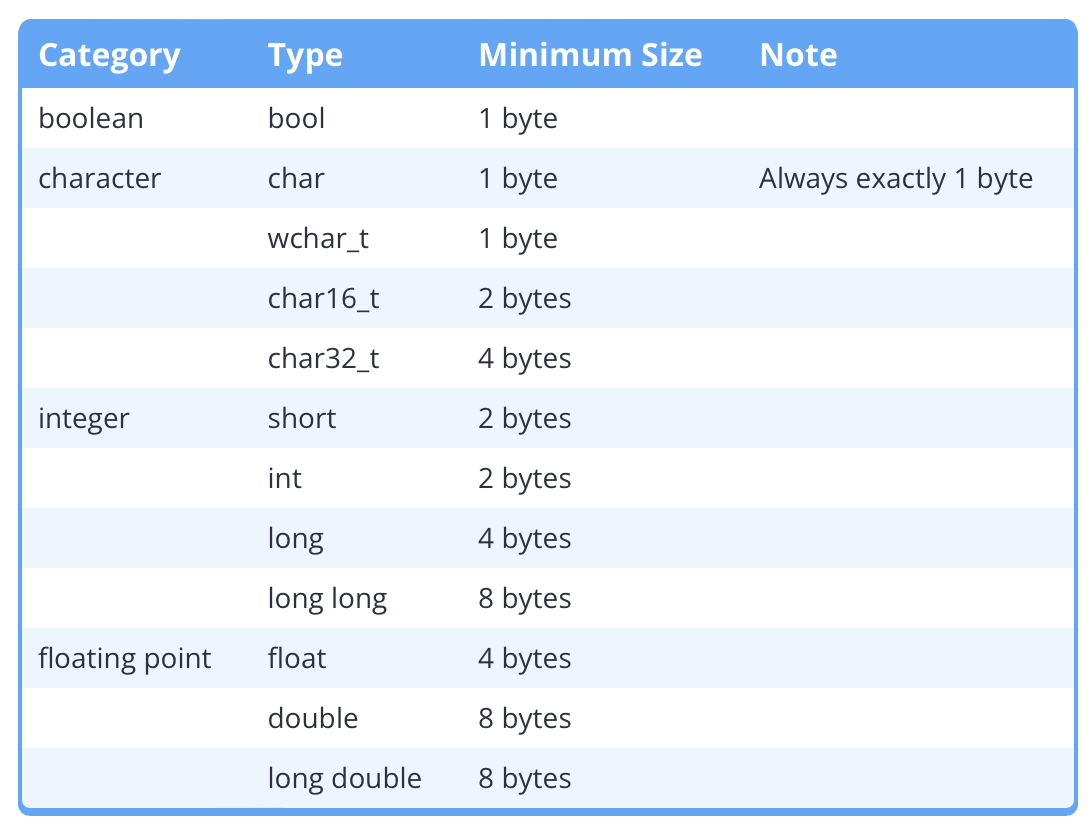 Category Type Minimum Size Note
boolean bool 1 byte
character char 1 byte Always exactly 1 byte
wchar_t 1 byte
char16_t 2 bytes
char32_t 4 bytes
integer short 2 bytes
int 2 bytes
long 4 bytes
long long 8 bytes
floating point float 4 bytes
double 8 bytes
long double 8 bytes